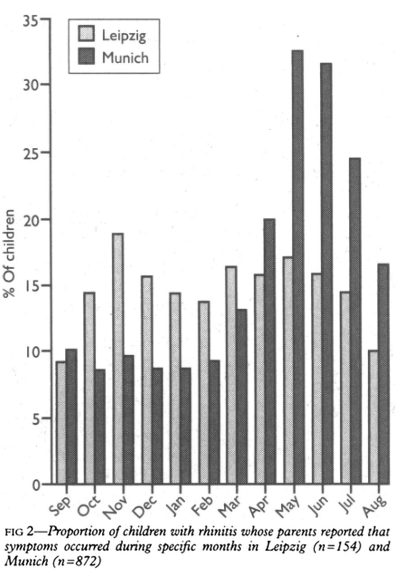 35
30
25
20
15
10
5
0
% Of children
Leipzig
Munich
Sep Oct Nov Dec Jan Feb Mar Apr May Jun Jul Aug
FIG 2—Proportion of children with rhinitis whose parents reported that
symptoms occurred during specific months in Leipzig (n=154) and
Munich (n=872)